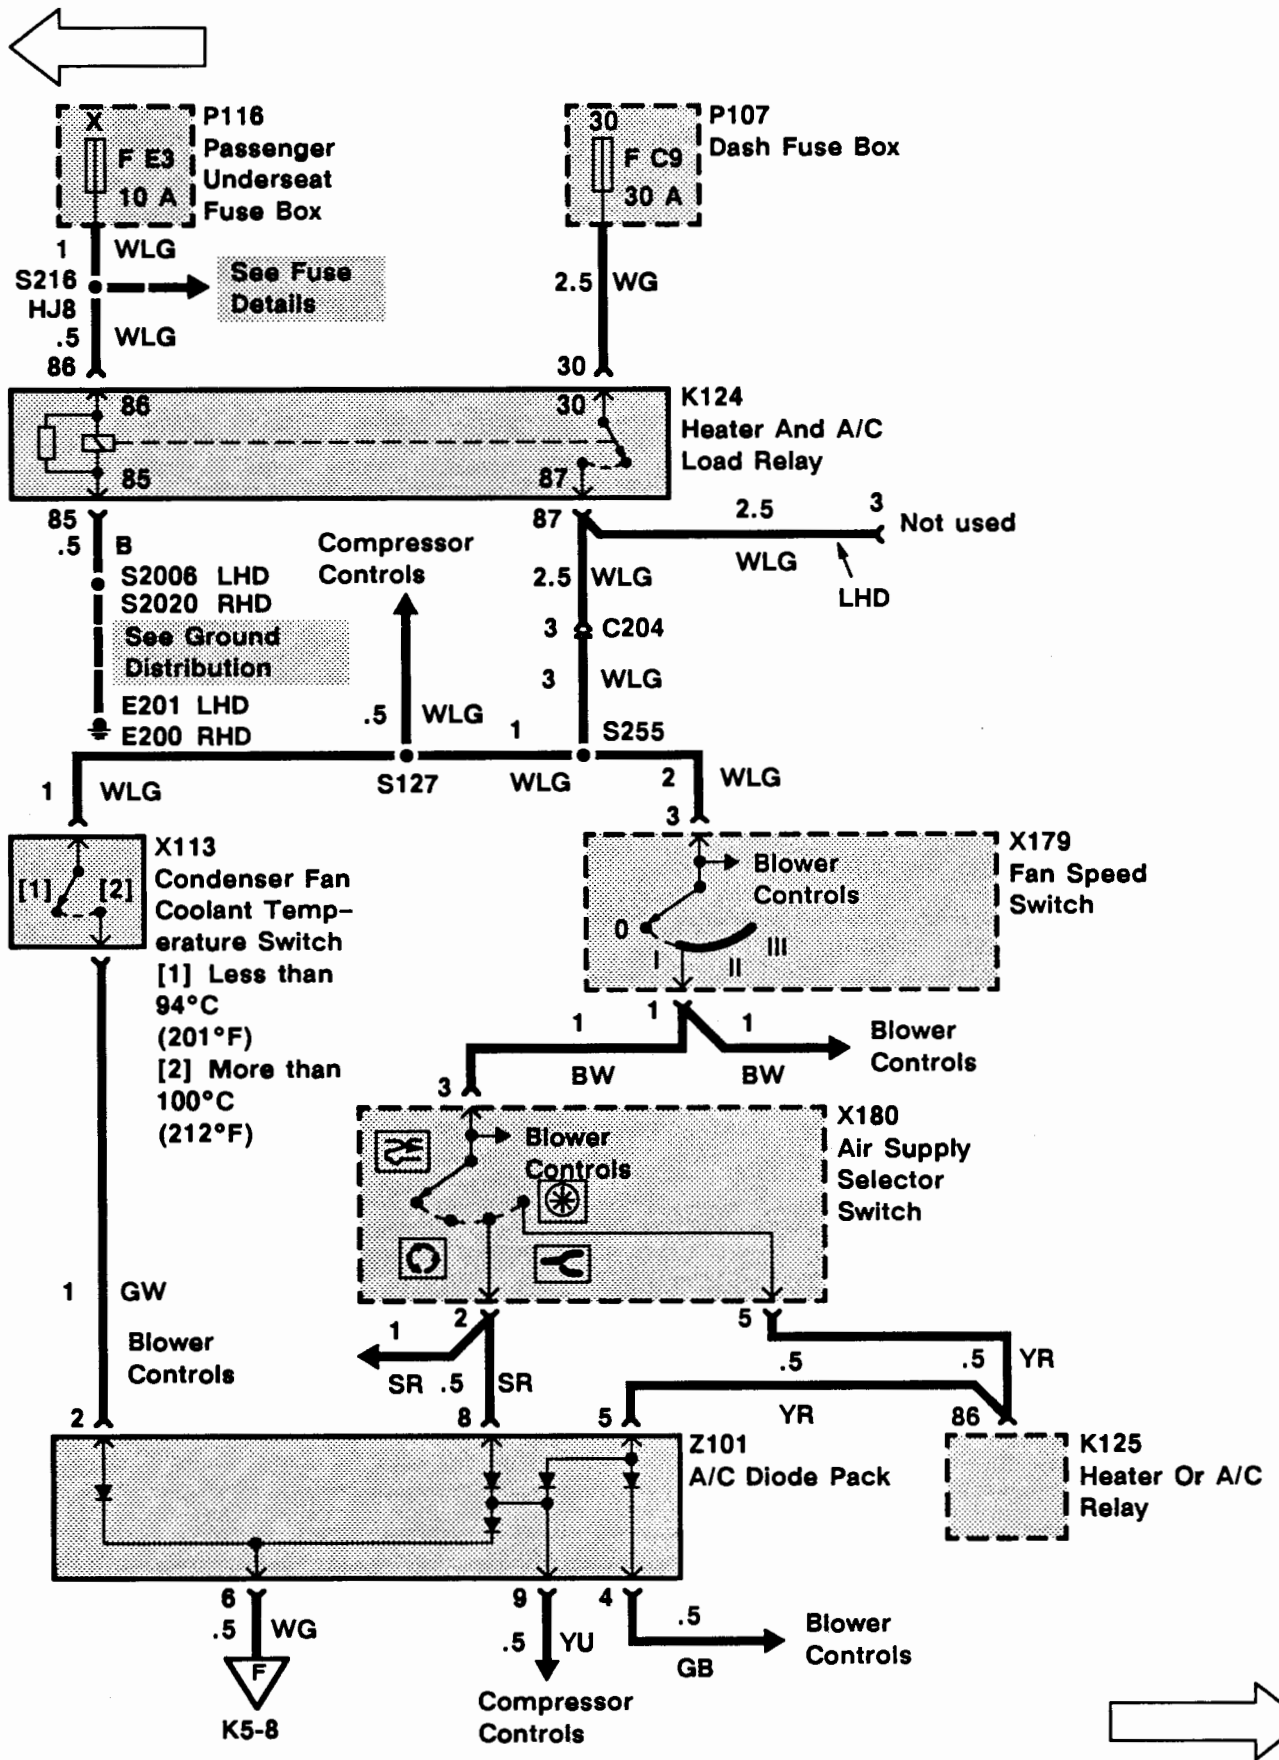 X
F E3
10 A
P116
Passenger
Underseat
Fuse Box
30
F C9
30 A
P107
Dash Fuse Box
1 WLG
S216
HJ8
See Fuse
Details
.5 WLG
86
2.5 WG
30
86
85
30
87
K124
Heater And A/C
Load Relay
85
.5 B
S2006 LHD
S2020 RHD
See Ground
Distribution
E201 LHD
E200 RHD
Compressor
Controls
.5 WLG
87
2.5 3
Not used
WLG
LHD
2.5 WLG
3 C204
3 WLG
S255
1
WLG
S127
2 WLG
3
1 WLG
[1] [2]
X113
Condenser Fan
Coolant Temp-
erature Switch
[1] Less than
94°C
(201°F)
[2] More than
100°C
(212°F)
Blower
Controls
0
I
II
III
X179
Fan Speed
Switch
1
1
BW
1
BW
Blower
Controls
3
Blower
Controls
X180
Air Supply
Selector
Switch
1 GW
Blower
Controls
2
1
SR
.5 SR
5
.5
.5 YR
YR
2
8
5
86
Z101
A/C Diode Pack
K125
Heater Or A/C
Relay
6
.5 WG
F
K5-8
9
.5 YU
Compressor
Controls
4
.5
GB
Blower
Controls